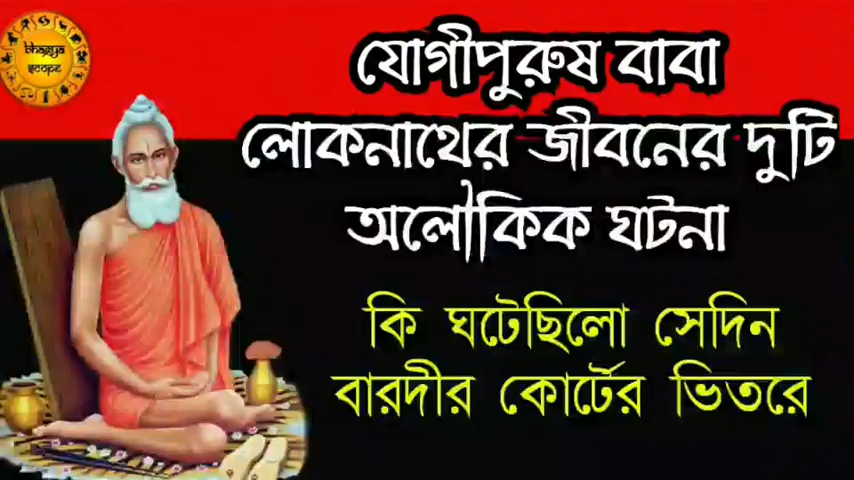 bhagya
scope
যোগীপুরুষ বাবা
লোকনাথের জীবনের দুটি
অলৌকিক ঘটনা
কি ঘটেছিলো সেদিন
বারদীর কোর্টের ভিতরে